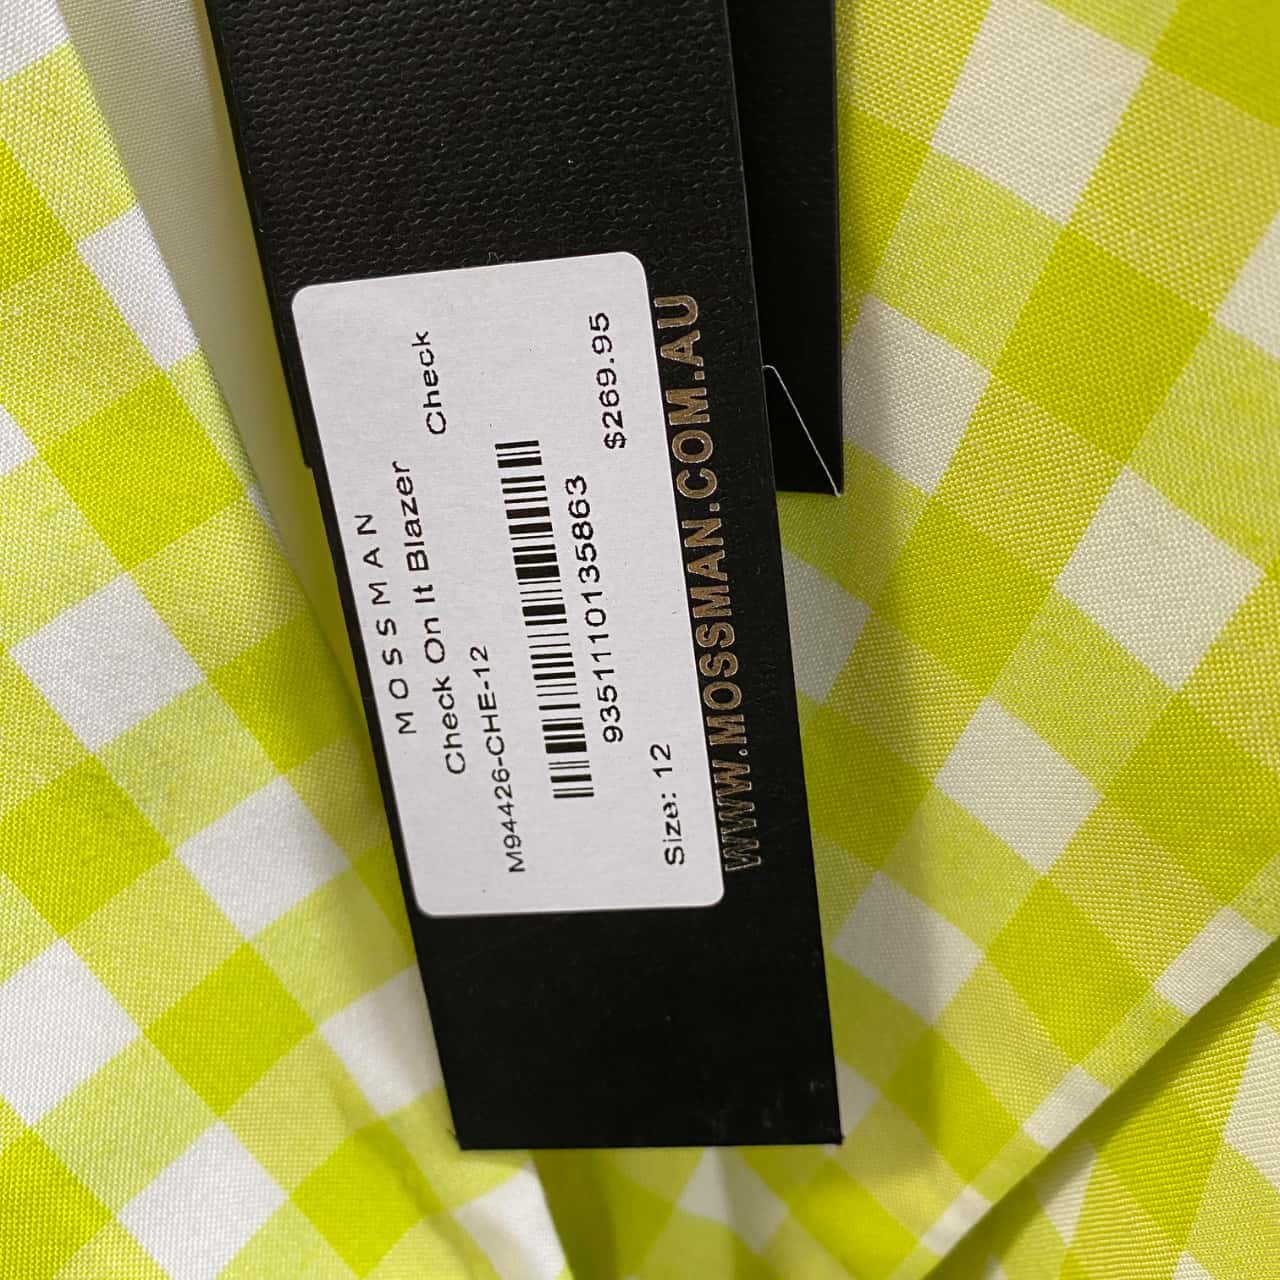 MOSSMAN
Check On It Blazer Check
M94426-CHE-12
9351110135863
$269.95
Size: 12
WWW.MOSSMAN.COM.AU